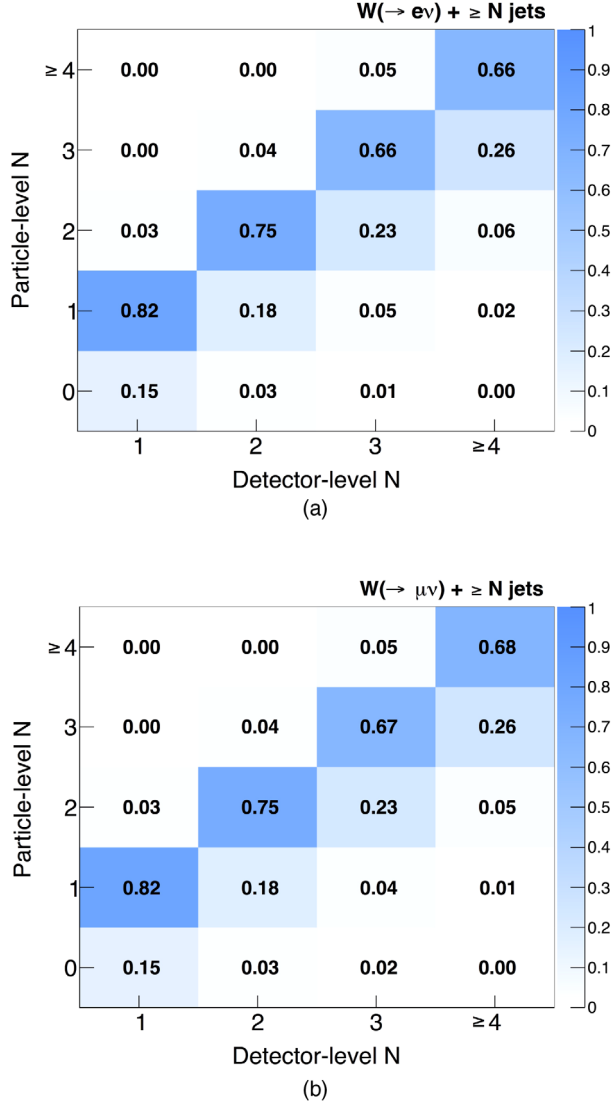 W(→ eν) + ≥ N jets
≥4 0.00 0.00 0.05 0.66 1
0.9
3 0.00 0.04 0.66 0.26 0.8
0.7
0.6
2 0.03 0.75 0.23 0.06 0.5
0.4
1 0.82 0.18 0.05 0.02 0.3
0.2
0 0.15 0.03 0.01 0.00 0.1
0
1 2 3 ≥4
Particle-level N
Detector-level N
(a)
W(→ μν) + ≥ N jets
≥4 0.00 0.00 0.05 0.68 1
0.9
3 0.00 0.04 0.67 0.26 0.8
0.7
0.6
2 0.03 0.75 0.23 0.05 0.5
0.4
1 0.82 0.18 0.04 0.01 0.3
0.2
0 0.15 0.03 0.02 0.00 0.1
0
1 2 3 ≥4
Particle-level N
Detector-level N
(b)